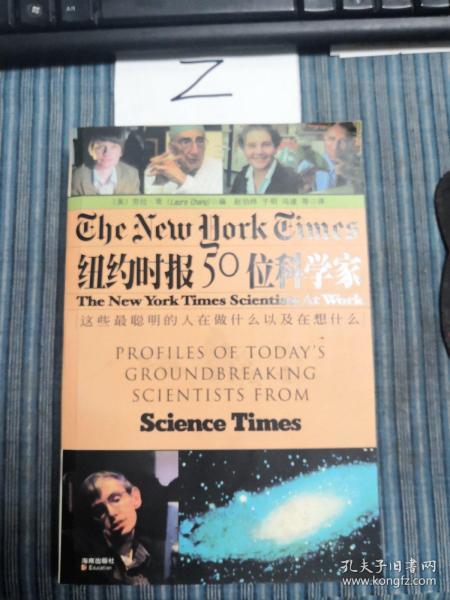 Z
(美) 劳拉·常 (Laura Chang) ◎编 赵伯炜 于明 冯速 等◎译
The New York Times
纽约时报50位科学家
The New York Times Scientists At Work
这些最聪明的人在做什么以及在想什么
PROFILES OF TODAY'S
GROUNDBREAKING
SCIENTISTS FROM
Science Times
海南出版社
Education
孔夫子旧书网
www.kongfz.com